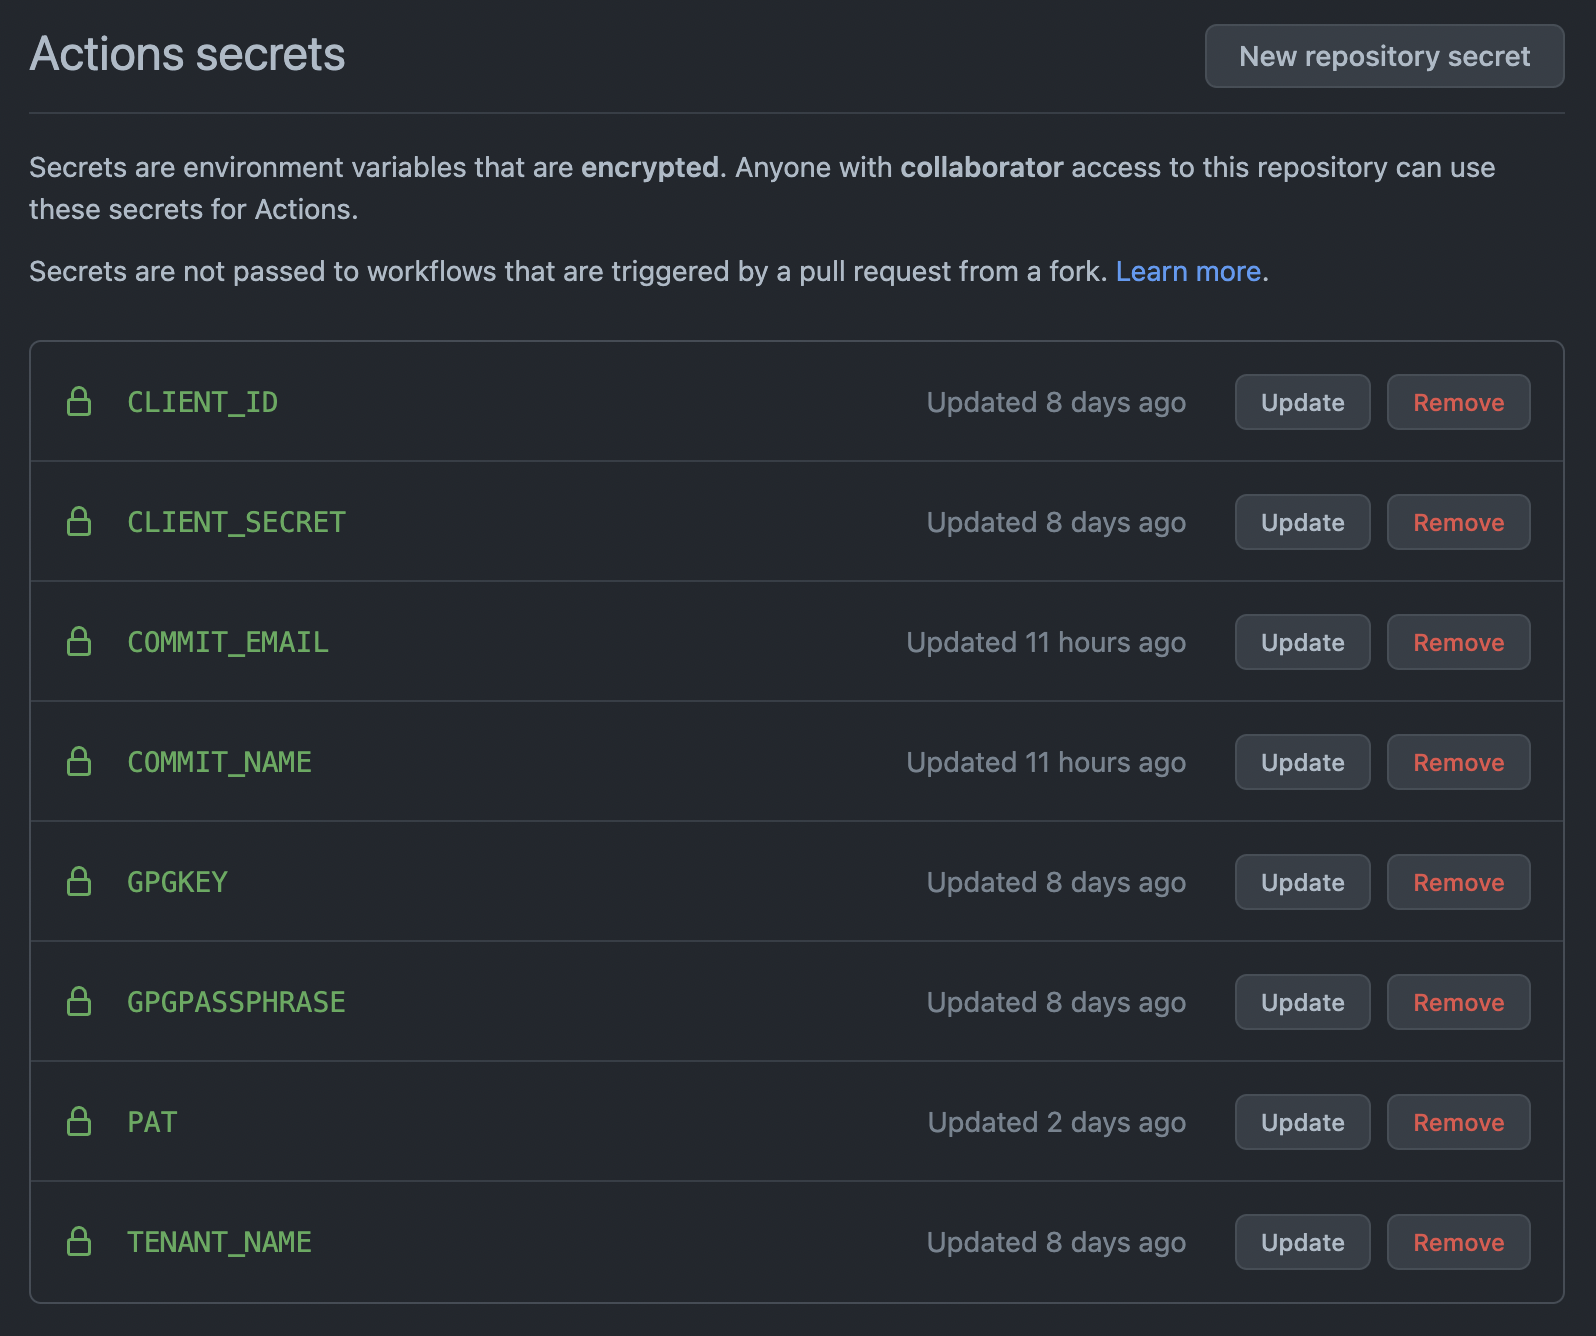 Actions secrets
New repository secret
Secrets are environment variables that are encrypted. Anyone with collaborator access to this repository can use
these secrets for Actions.
Secrets are not passed to workflows that are triggered by a pull request from a fork. Learn more.
CLIENT_ID Updated 8 days ago Update Remove
CLIENT_SECRET Updated 8 days ago Update Remove
COMMIT_EMAIL Updated 11 hours ago Update Remove
COMMIT_NAME Updated 11 hours ago Update Remove
GPGKEY Updated 8 days ago Update Remove
GPGPASSPHRASE Updated 8 days ago Update Remove
PAT Updated 2 days ago Update Remove
TENANT_NAME Updated 8 days ago Update Remove